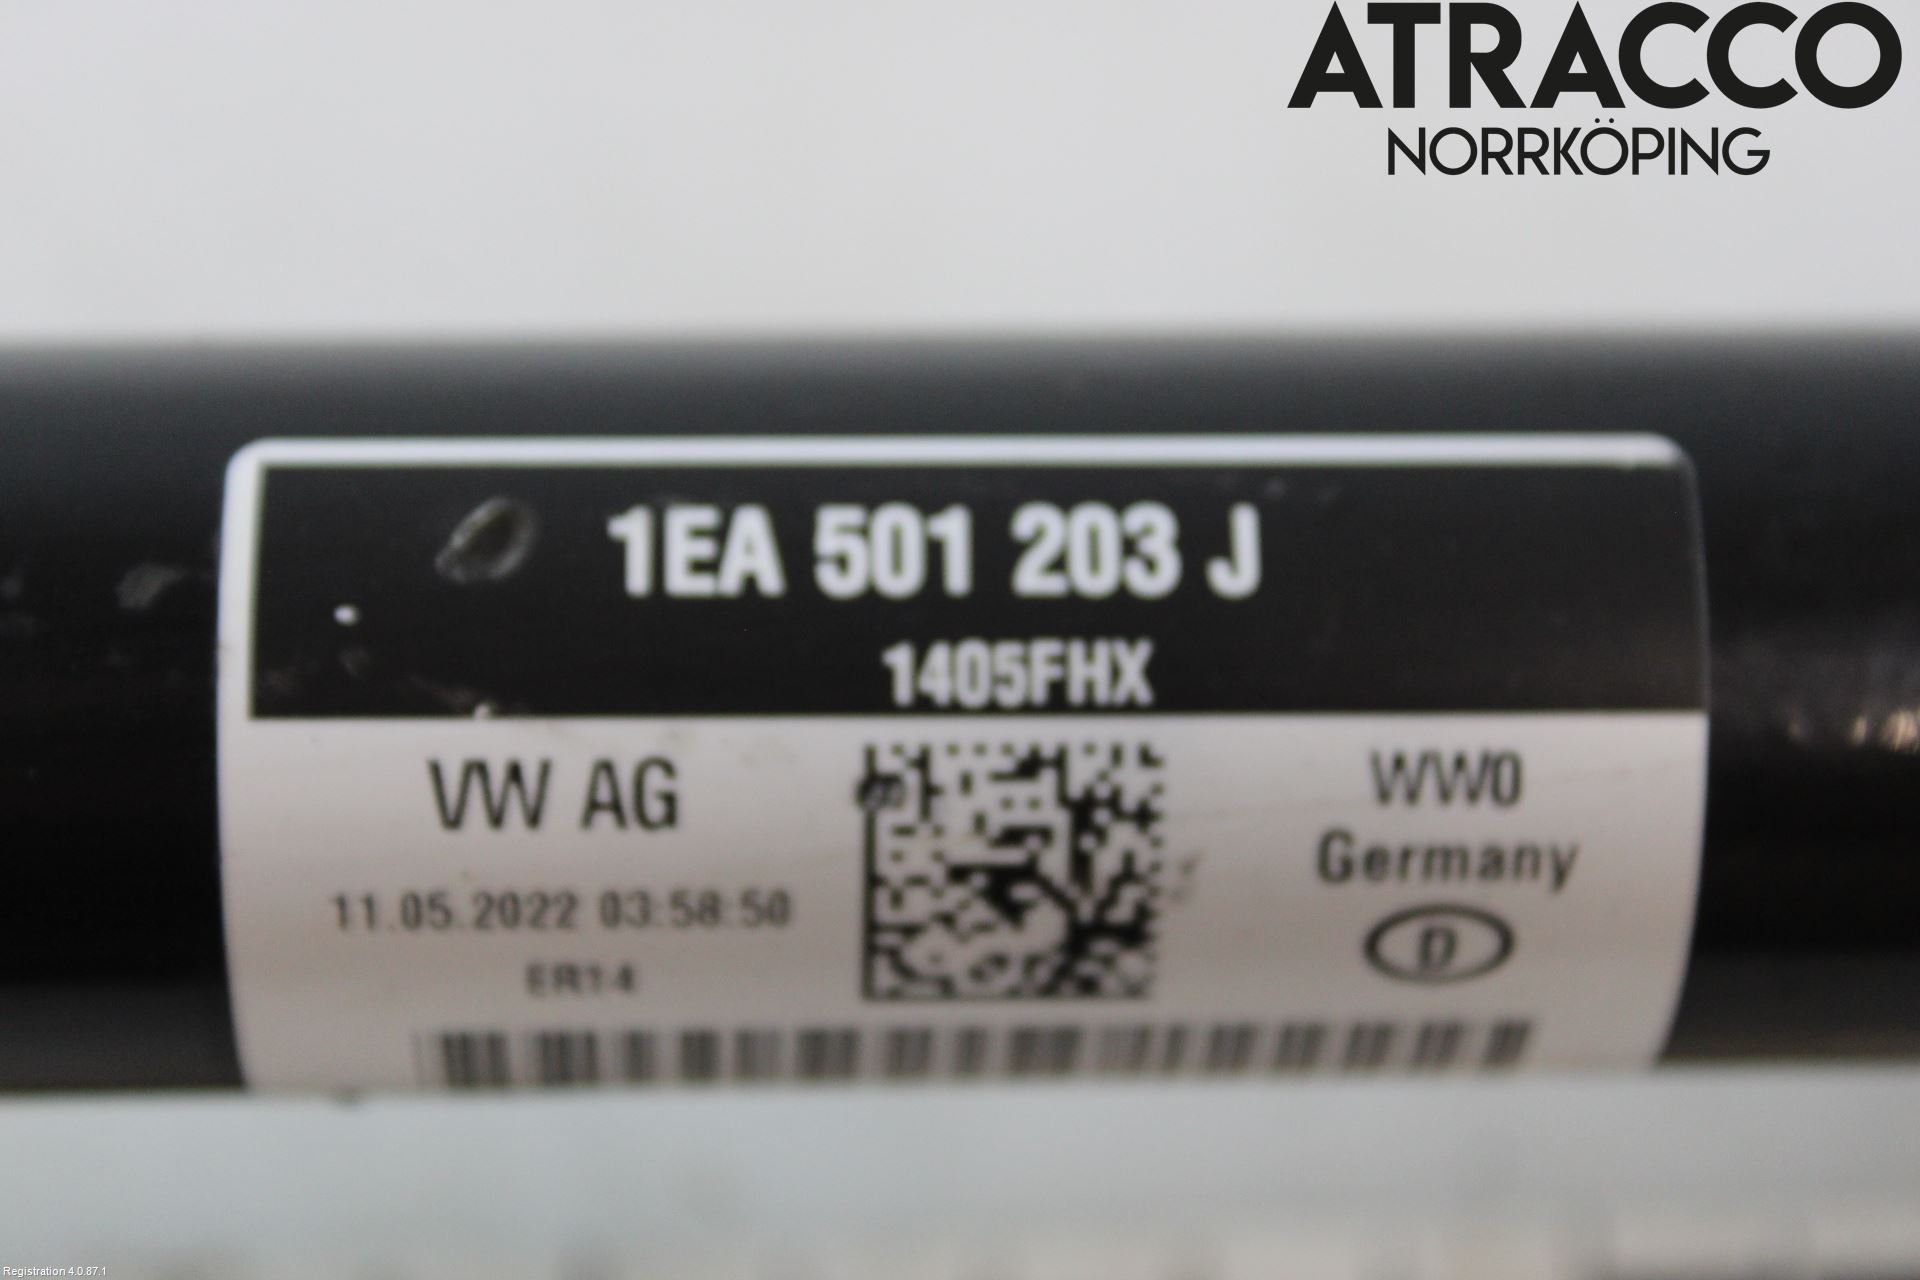 ATRACCO
NORRKÖPING
1EA 501 203 J
1405FHX
VW AG
WW0
Germany
11.05.2022 03:58:50
D
ER14
Registration 4.0.87.1